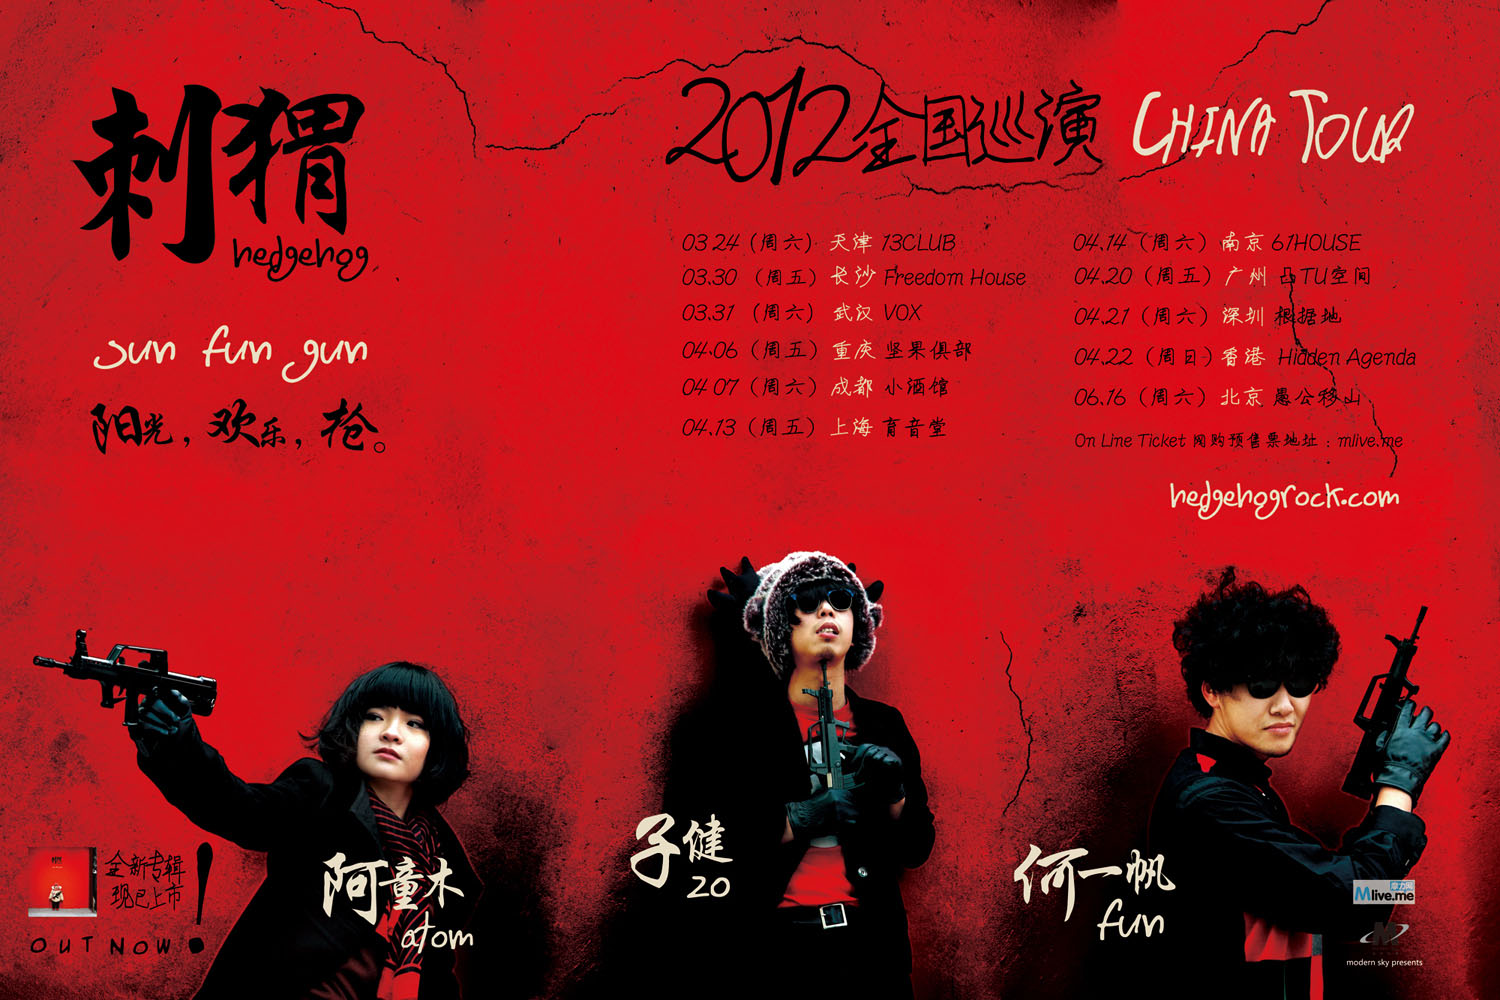 刺猬
hedgehog
sun fun gun
阳光，欢乐，抢。
2012全国巡演 CHINA TOUR
03.24 (周六) 天津 13CLUB
03.30 (周五) 长沙 Freedom House
03.31 (周六) 武汉 VOX
04.06 (周五) 重庆 坚果俱部
04.07 (周六) 成都 小酒馆
04.13 (周五) 上海 育音堂
04.14 (周六) 南京 61HOUSE
04.20 (周五) 广州 凸TU空间
04.21 (周六) 深圳 根据地
04.22 (周日) 香港 Hidden Agenda
06.16 (周六) 北京 愚公移山
On Line Ticket 网购预售票地址：mlive.me
hedgehogrock.com
全新专辑
现已上市！
OUT NOW
阿童木
atom
子健
20
何一帆
fun
Mlive.me
modern sky presents